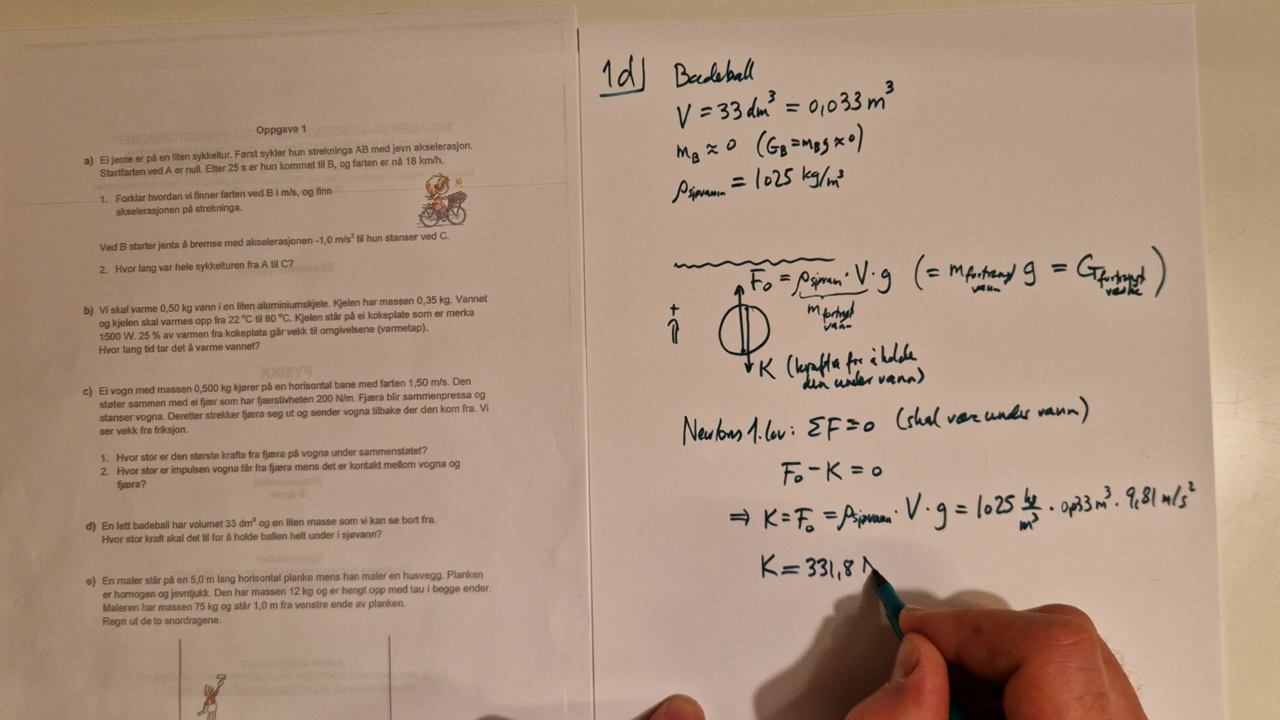 Oppgave 1
a) Ei jente er på en liten sykkeltur. Først sykler hun strekninga AB med jevn akselerasjon.
Startfarten ved A er null. Etter 25 s er hun kommet til B, og farten er nå 18 km/h.
1. Forklar hvordan vi finner farten ved B i m/s, og finn
akselerasjonen på strekninga.
Ved B starter jenta å bremse med akselerasjonen -1,0 m/s² til hun stanser ved C.
2. Hvor lang var hele sykkelturen fra A til C?
b) Vi skal varme 0,50 kg vann i en liten aluminiumskjele. Kjelen har massen 0,35 kg. Vannet
og kjelen skal varmes opp fra 22 °C til 80 °C. Kjelen står på ei kokeplate som er merka
1500 W. 25 % av varmen fra kokeplata går vekk til omgivelsene (varmetap).
Hvor lang tid tar det å varme vannet?
c) Ei vogn med massen 0,500 kg kjører på en horisontal bane med farten 1,50 m/s. Den
støter sammen med ei fjær som har fjærstivheten 200 N/m. Fjæra blir sammenpressa og
stanser vogna. Deretter strekker fjæra seg ut og sender vogna tilbake der den kom fra. Vi
ser vekk fra friksjon.
1. Hvor stor er den største krafta fra fjæra på vogna under sammenstøtet?
2. Hvor stor er impulsen vogna får fra fjæra mens det er kontakt mellom vogna og
fjæra?
d) En lett badeball har volumet 33 dm³ og en liten masse som vi kan se bort fra.
Hvor stor kraft skal det til for å holde ballen helt under i sjøvann?
e) En maler står på en 5,0 m lang horisontal planke mens han maler en husvegg. Planken
er homogen og jevntjukk. Den har massen 12 kg og er hengt opp med tau i begge ender.
Maleren har massen 75 kg og står 1,0 m fra venstre ende av planken.
Regn ut de to snordragene.
1d) Badeball
V = 33 dm³ = 0,033 m³
m_B ≈ 0 (G_B = m_B g ≈ 0)
ρ_sjøvann = 1025 kg/m³
F_o = ρ_sjøvann · V · g (= m_fortrengt vann g = G_fortrengt væske)
m_fortrengt vann
+
K (krafta for å holde
den under vann)
Newtons 1. lov: ΣF = 0 (skal være under vann)
F_o - K = 0
⇒ K = F_o = ρ_sjøvann · V · g = 1025 kg/m³ · 0,033 m³ · 9,81 m/s²
K = 331,8